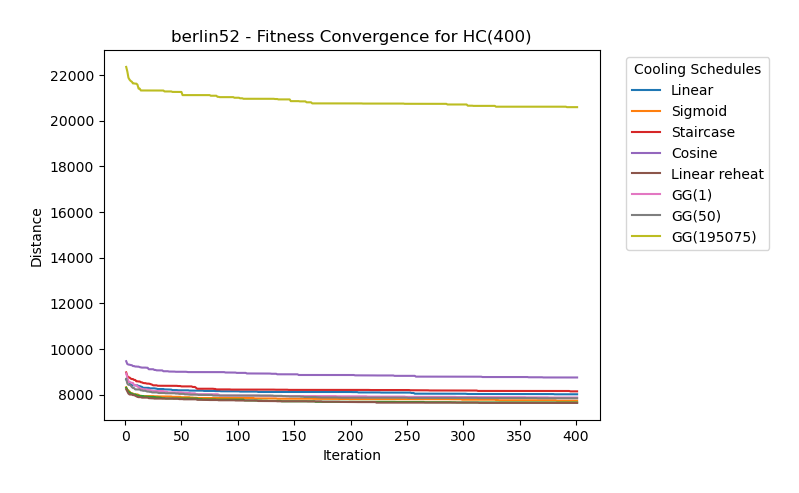 berlin52 - Fitness Convergence for HC(400)
22000
20000
18000
16000
14000
12000
10000
8000
Distance
0
50
100
150
200
250
300
350
400
Iteration
Cooling Schedules
Linear
Sigmoid
Staircase
Cosine
Linear reheat
GG(1)
GG(50)
GG(195075)